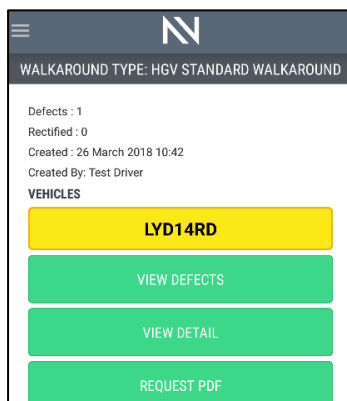 WALKAROUND TYPE: HGV STANDARD WALKAROUND
Defects : 1
Rectified : 0
Created : 26 March 2018 10:42
Created By: Test Driver
VEHICLES
LYD14RD
VIEW DEFECTS
VIEW DETAIL
REQUEST PDF